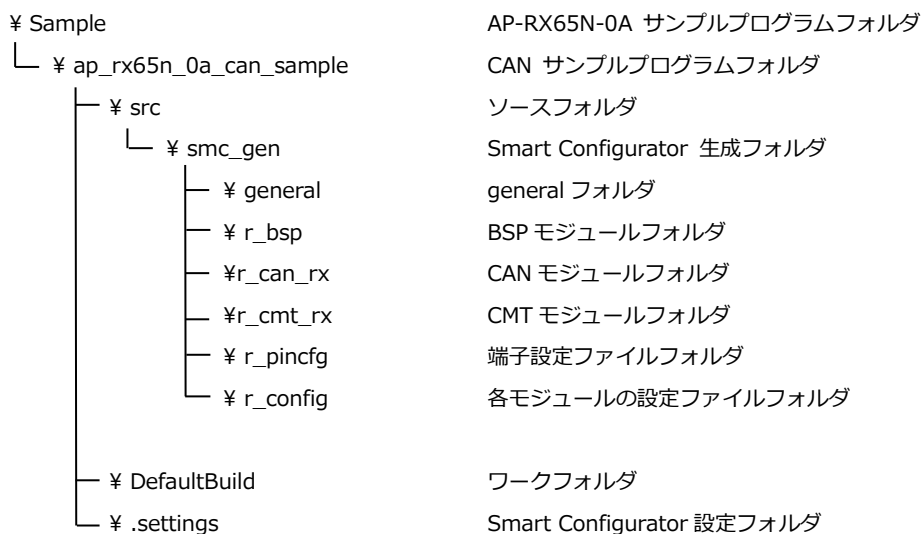 ¥ Sample AP-RX65N-0A サンプルプログラムフォルダ
¥ ap_rx65n_0a_can_sample CAN サンプルプログラムフォルダ
¥ src ソースフォルダ
¥ smc_gen Smart Configurator 生成フォルダ
¥ general general フォルダ
¥ r_bsp BSP モジュールフォルダ
¥r_can_rx CAN モジュールフォルダ
¥r_cmt_rx CMT モジュールフォルダ
¥ r_pincfg 端子設定ファイルフォルダ
¥ r_config 各モジュールの設定ファイルフォルダ
¥ DefaultBuild ワークフォルダ
¥ .settings Smart Configurator 設定フォルダ